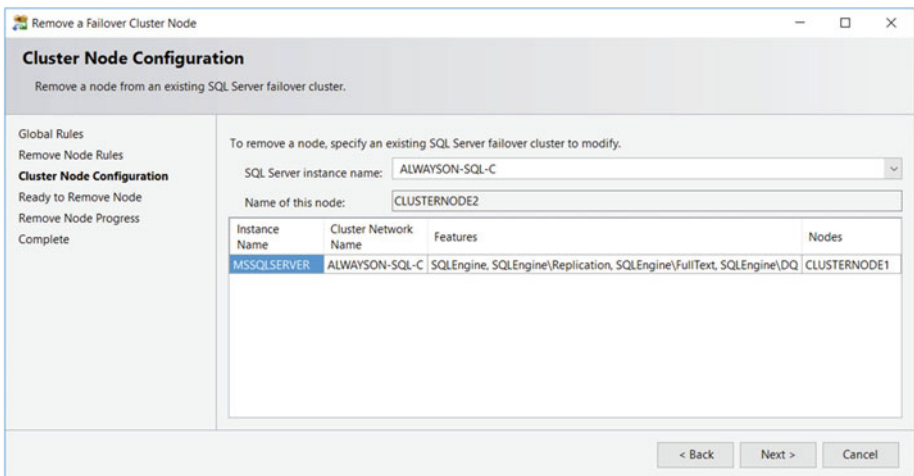 Remove a Failover Cluster Node
Cluster Node Configuration
Remove a node from an existing SQL Server failover cluster.
Global Rules
Remove Node Rules
Cluster Node Configuration
Ready to Remove Node
Remove Node Progress
Complete
To remove a node, specify an existing SQL Server failover cluster to modify.
SQL Server instance name: ALWAYSON-SQL-C
Name of this node: CLUSTERNODE2
Instance Name Cluster Network Name Features Nodes
MSSQLSERVER ALWAYSON-SQL-C SQLEngine, SQLEngine\Replication, SQLEngine\FullText, SQLEngine\DQ CLUSTERNODE1
< Back Next > Cancel